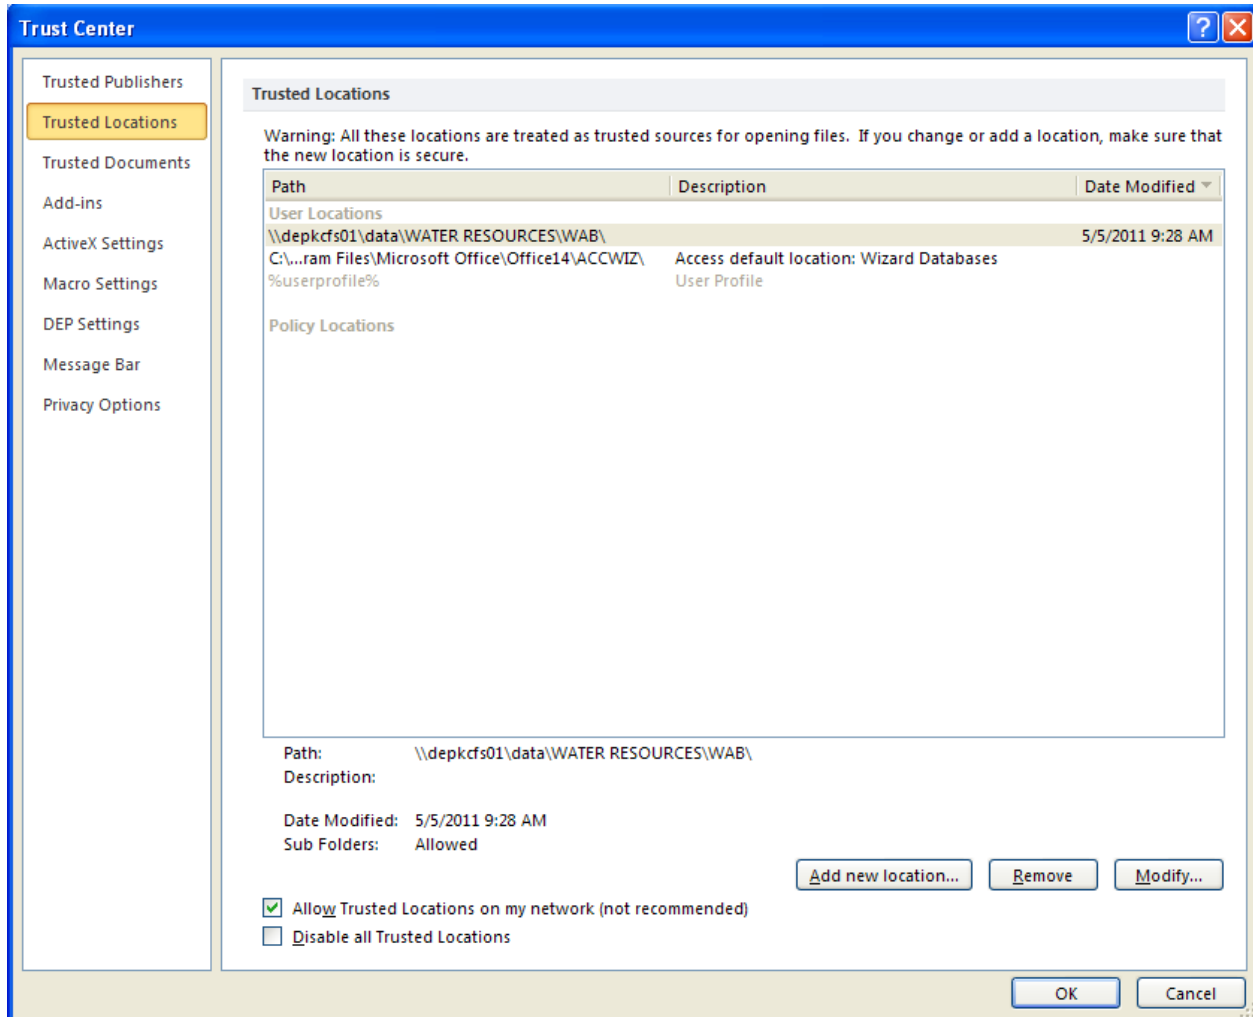 Trust Center
Trusted Publishers
Trusted Locations
Trusted Documents
Add-ins
ActiveX Settings
Macro Settings
DEP Settings
Message Bar
Privacy Options
Trusted Locations
Warning: All these locations are treated as trusted sources for opening files. If you change or add a location, make sure that
the new location is secure.
Path Description Date Modified
User Locations
\\depkcfs01\data\WATER RESOURCES\WAB\ 5/5/2011 9:28 AM
C:\...ram Files\Microsoft Office\Office14\ACCWIZ\ Access default location: Wizard Databases
%userprofile% User Profile
Policy Locations
Path: \\depkcfs01\data\WATER RESOURCES\WAB\
Description:
Date Modified: 5/5/2011 9:28 AM
Sub Folders: Allowed
Add new location... Remove Modify...
Allow Trusted Locations on my network (not recommended)
Disable all Trusted Locations
OK Cancel